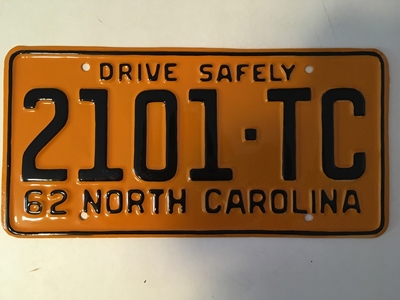 DRIVE SAFELY
2101·TC
62 NORTH CAROLINA